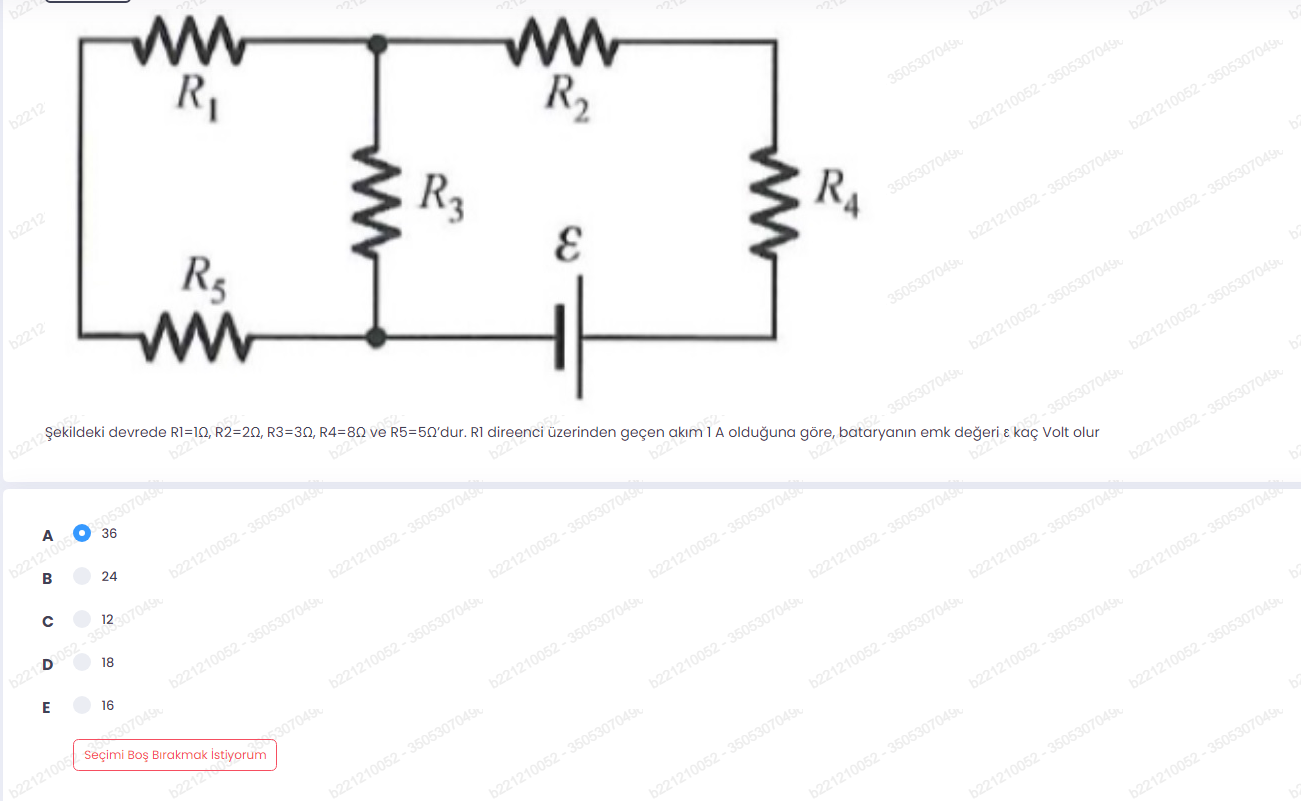 R1
R2
R3
R4
ε
R5
Şekildeki devrede R1=1Ω, R2=2Ω, R3=3Ω, R4=8Ω ve R5=5Ω'dur. R1 direenci üzerinden geçen akım 1 A olduğuna göre, bataryanın emk değeri ε kaç Volt olur
A 36
B 24
C 12
D 18
E 16
Seçimi Boş Bırakmak İstiyorum